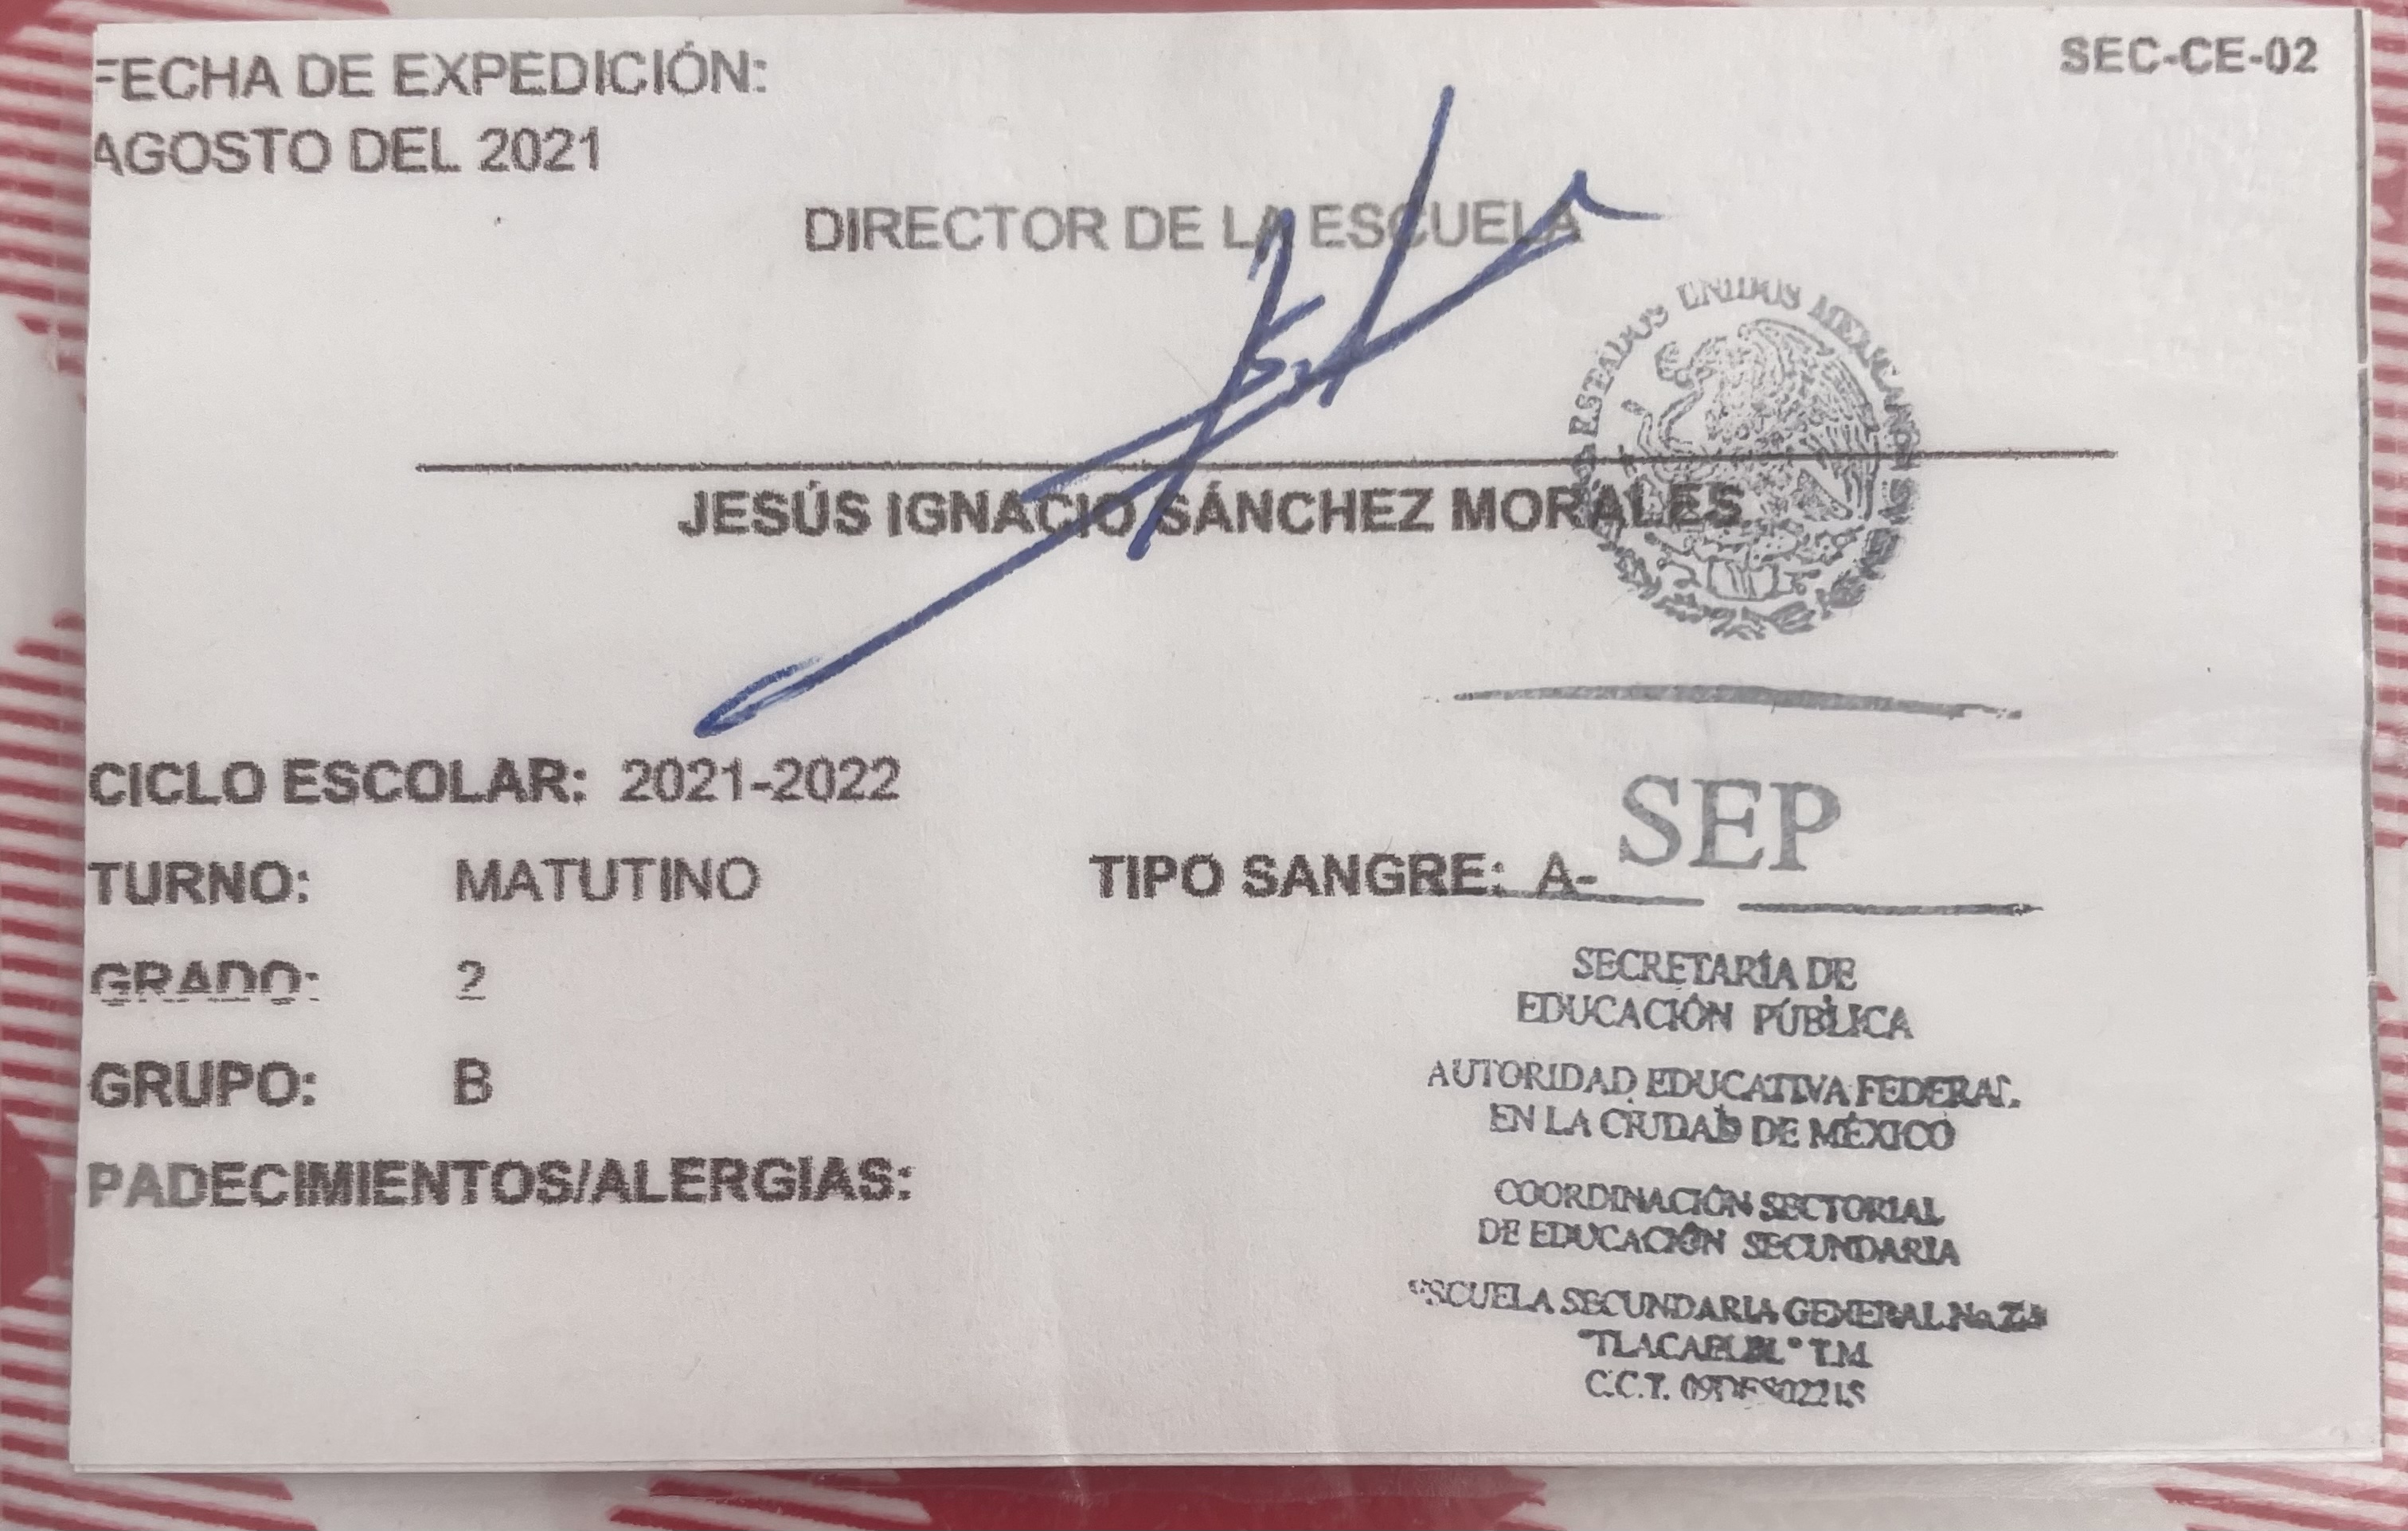 SEC-CE-02
FECHA DE EXPEDICIÓN:
AGOSTO DEL 2021
DIRECTOR DE LA ESCUELA
ESTADOS UNIDOS MEXICANOS
JESÚS IGNACIO SÁNCHEZ MORALES
CICLO ESCOLAR: 2021-2022
SEP
TURNO: MATUTINO
TIPO SANGRE: A-
GRADO: 2
GRUPO: B
PADECIMIENTOS/ALERGIAS:
SECRETARÍA DE
EDUCACIÓN PÚBLICA
AUTORIDAD EDUCATIVA FEDERAL
EN LA CIUDAD DE MÉXICO
COORDINACIÓN SECTORIAL
DE EDUCACIÓN SECUNDARIA
ESCUELA SECUNDARIA GENERAL No.
T.M.
C.C.T.